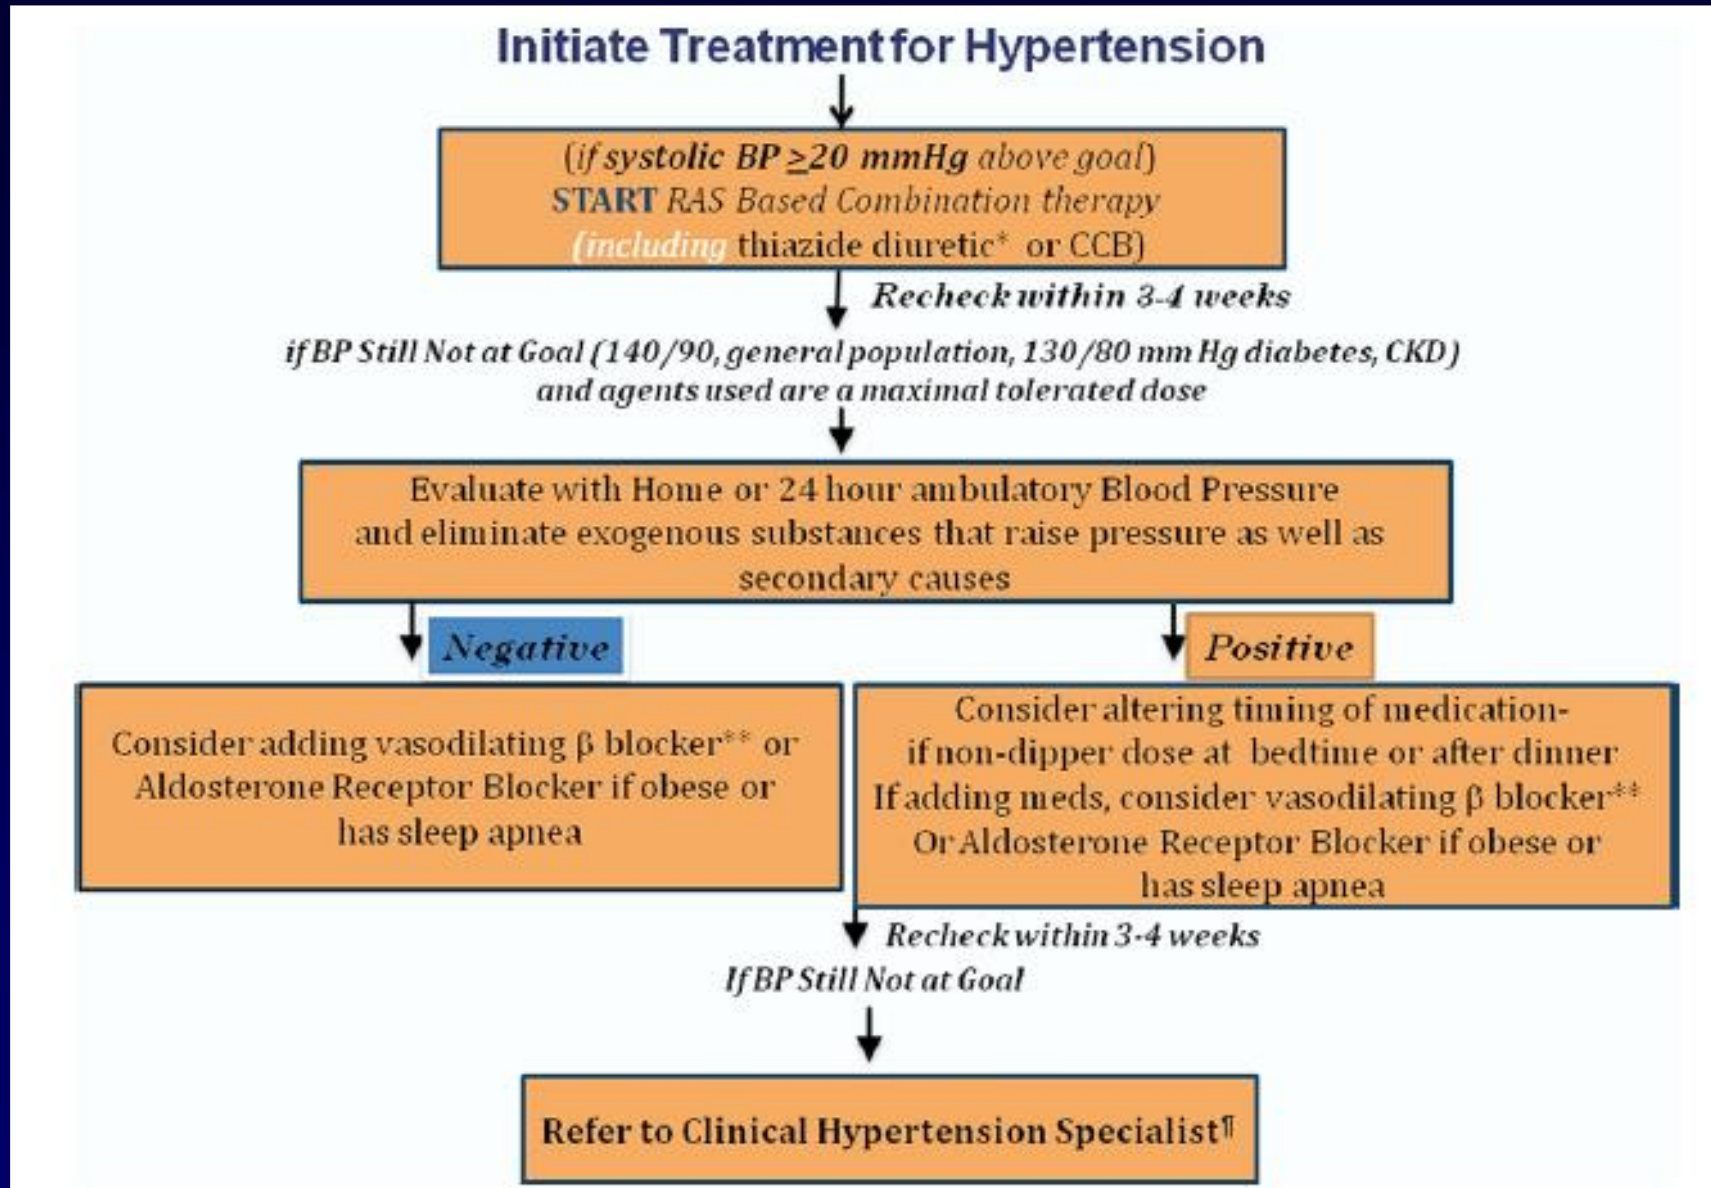 Initiate Treatment for Hypertension
(if systolic BP ≥20 mmHg above goal)
START RAS Based Combination therapy
(including thiazide diuretic* or CCB)
Recheck within 3-4 weeks
if BP Still Not at Goal (140/90, general population, 130/80 mm Hg diabetes, CKD)
and agents used are a maximal tolerated dose
Evaluate with Home or 24 hour ambulatory Blood Pressure
and eliminate exogenous substances that raise pressure as well as
secondary causes
Negative
Positive
Consider adding vasodilating β blocker** or
Aldosterone Receptor Blocker if obese or
has sleep apnea
Consider altering timing of medication-
if non-dipper dose at bedtime or after dinner
If adding meds, consider vasodilating β blocker**
Or Aldosterone Receptor Blocker if obese or
has sleep apnea
Recheck within 3-4 weeks
If BP Still Not at Goal
Refer to Clinical Hypertension Specialist¶